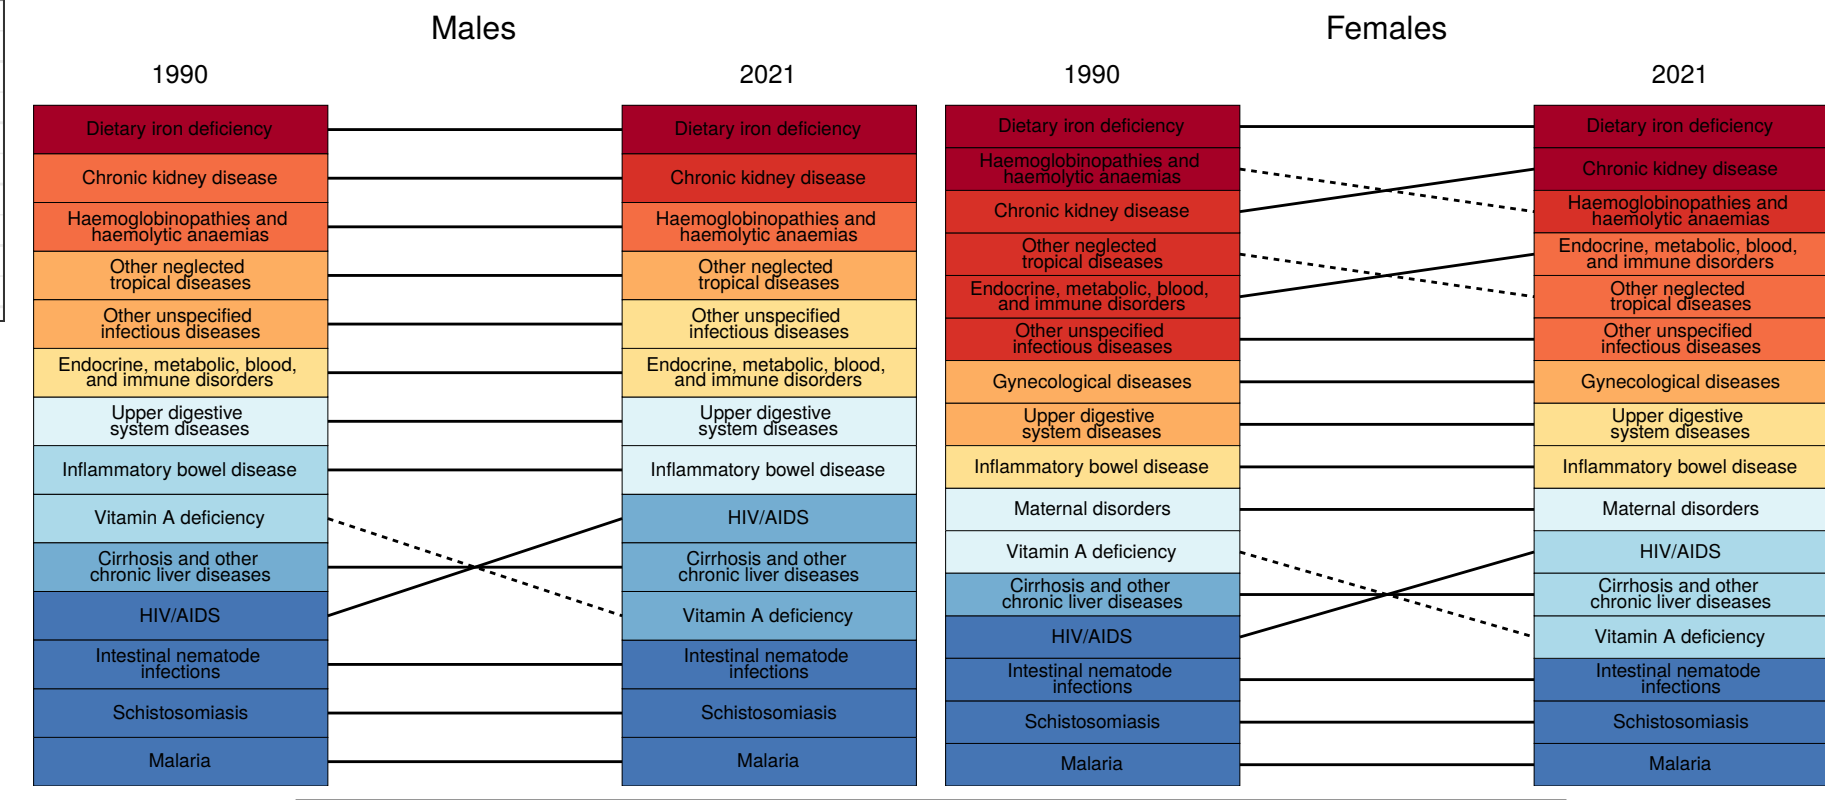 Males
1990
2021
Dietary iron deficiency
Chronic kidney disease
Haemoglobinopathies and
haemolytic anaemias
Other neglected
tropical diseases
Other unspecified
infectious diseases
Endocrine, metabolic, blood,
and immune disorders
Upper digestive
system diseases
Inflammatory bowel disease
Vitamin A deficiency
Cirrhosis and other
chronic liver diseases
HIV/AIDS
Intestinal nematode
infections
Schistosomiasis
Malaria
Dietary iron deficiency
Chronic kidney disease
Haemoglobinopathies and
haemolytic anaemias
Other neglected
tropical diseases
Other unspecified
infectious diseases
Endocrine, metabolic, blood,
and immune disorders
Upper digestive
system diseases
Inflammatory bowel disease
HIV/AIDS
Cirrhosis and other
chronic liver diseases
Vitamin A deficiency
Intestinal nematode
infections
Schistosomiasis
Malaria
Females
1990
2021
Dietary iron deficiency
Haemoglobinopathies and
haemolytic anaemias
Chronic kidney disease
Other neglected
tropical diseases
Endocrine, metabolic, blood,
and immune disorders
Other unspecified
infectious diseases
Gynecological diseases
Upper digestive
system diseases
Inflammatory bowel disease
Maternal disorders
Vitamin A deficiency
Cirrhosis and other
chronic liver diseases
HIV/AIDS
Intestinal nematode
infections
Schistosomiasis
Malaria
Dietary iron deficiency
Chronic kidney disease
Haemoglobinopathies and
haemolytic anaemias
Endocrine, metabolic, blood,
and immune disorders
Other neglected
tropical diseases
Other unspecified
infectious diseases
Gynecological diseases
Upper digestive
system diseases
Inflammatory bowel disease
Maternal disorders
HIV/AIDS
Cirrhosis and other
chronic liver diseases
Vitamin A deficiency
Intestinal nematode
infections
Schistosomiasis
Malaria